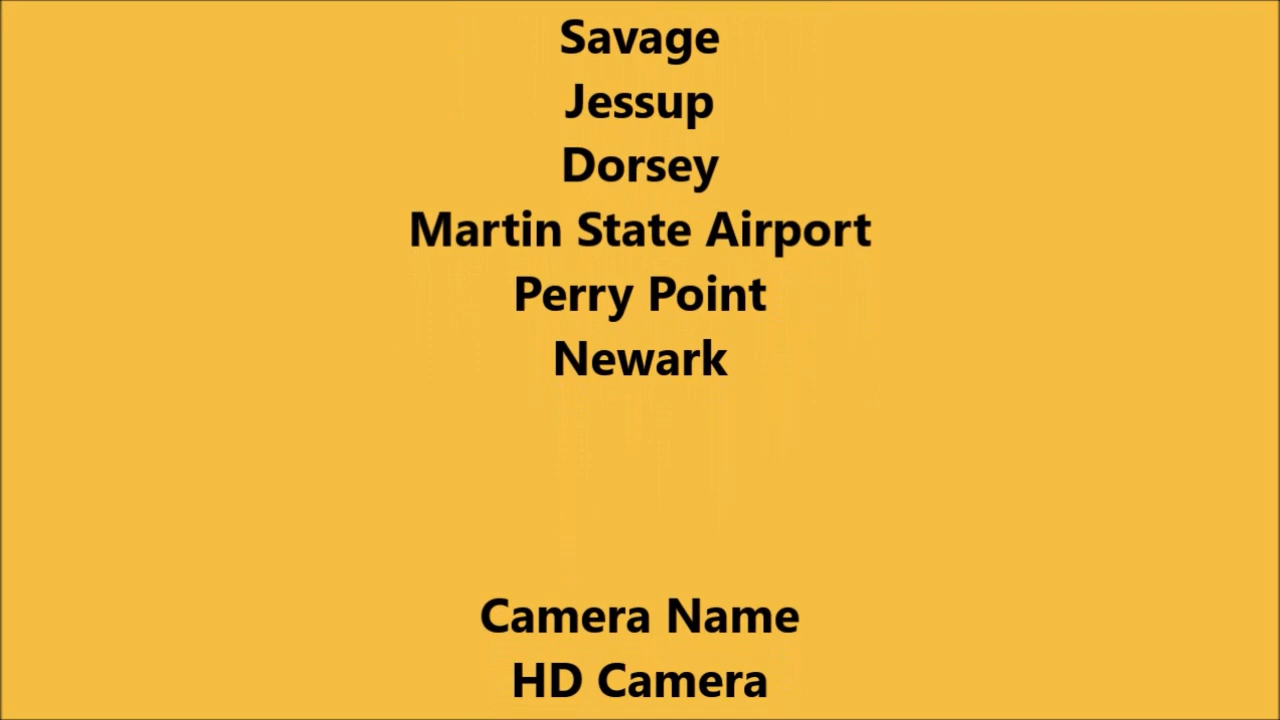 Savage
Jessup
Dorsey
Martin State Airport
Perry Point
Newark
Camera Name
HD Camera